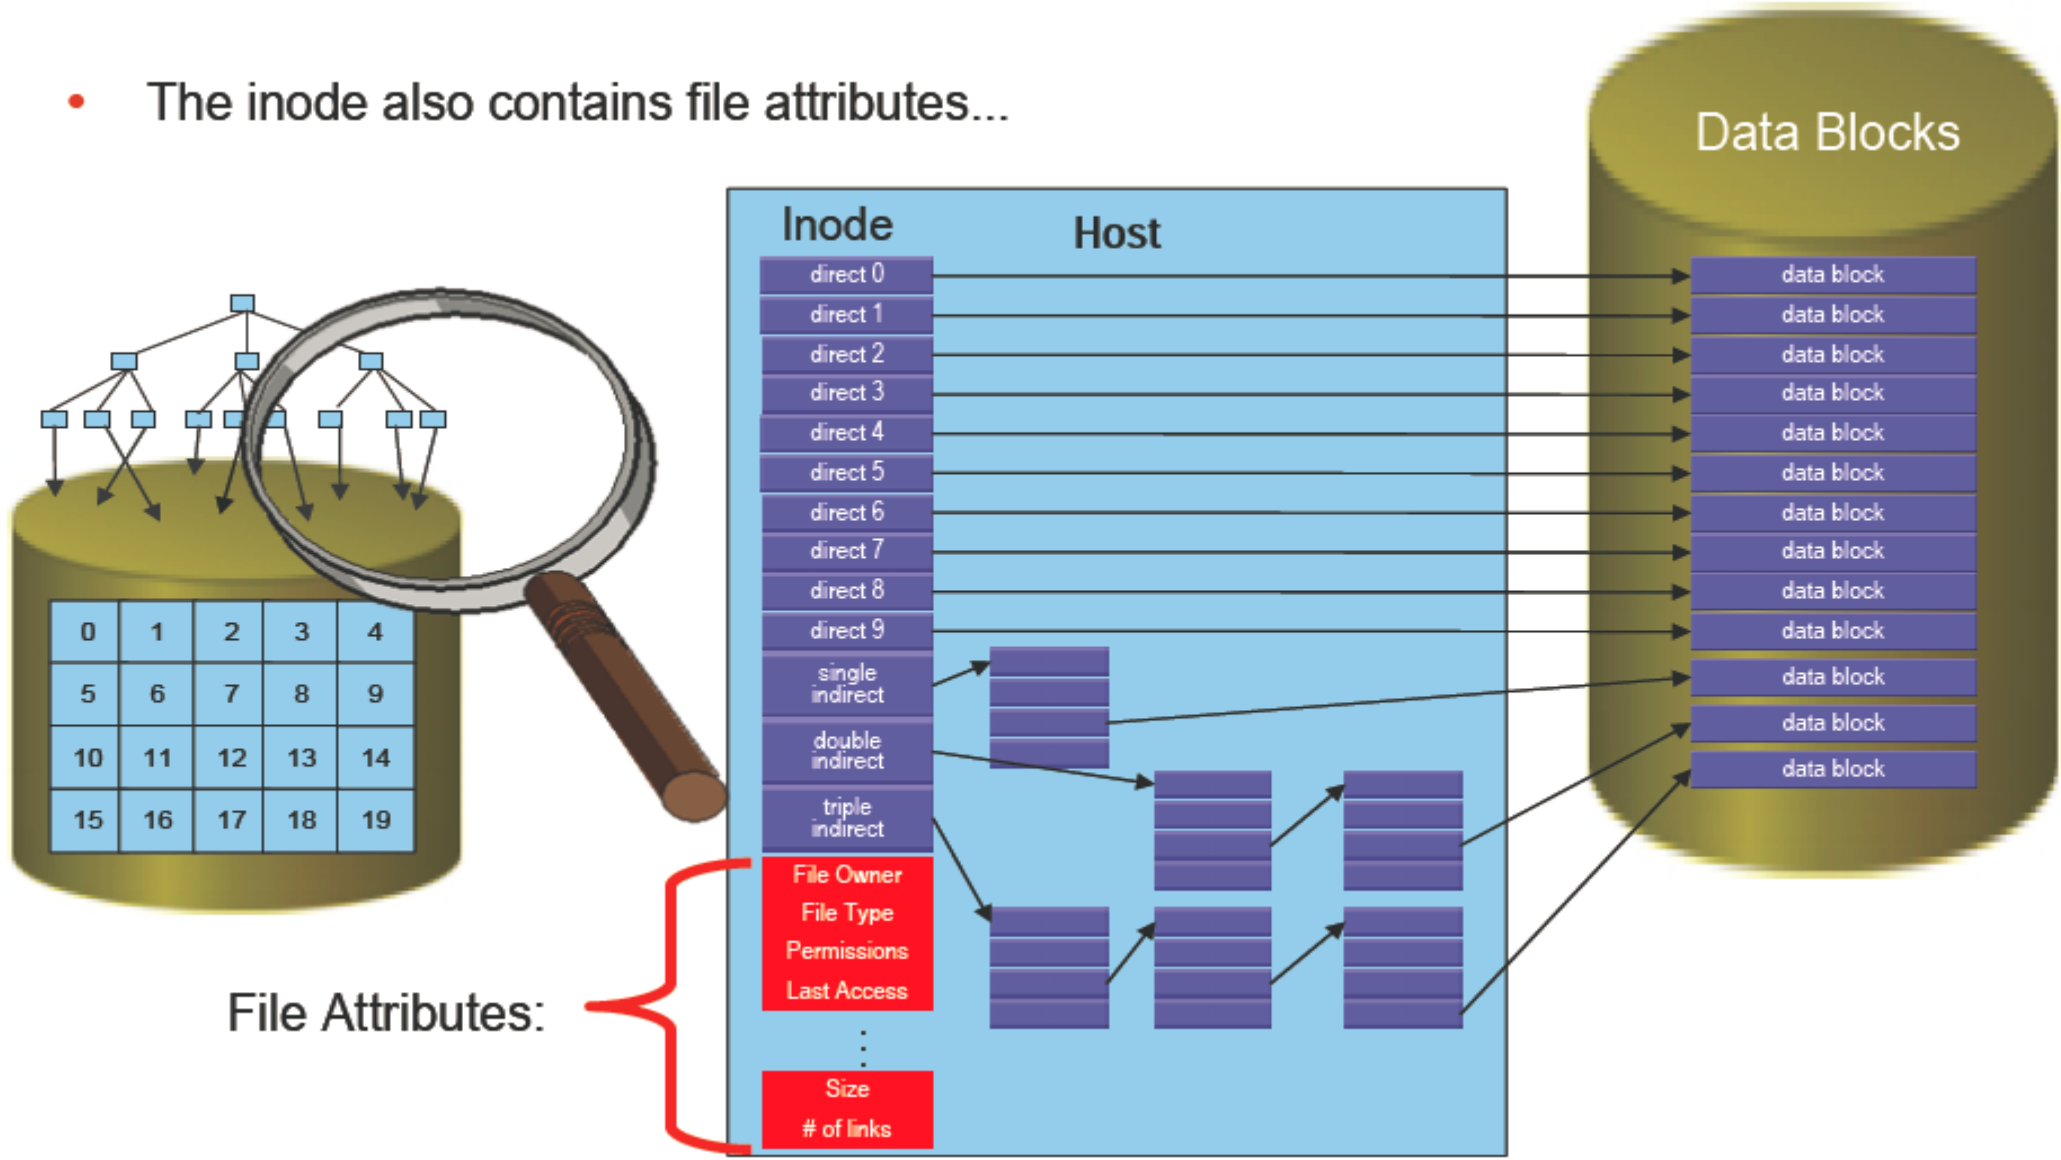 • The inode also contains file attributes...
Data Blocks
Inode
Host
direct 0
direct 1
direct 2
direct 3
direct 4
direct 5
direct 6
direct 7
direct 8
direct 9
single
indirect
double
indirect
triple
indirect
File Owner
File Type
Permissions
Last Access
⋮
Size
# of links
File Attributes:
data block
data block
data block
data block
data block
data block
data block
data block
data block
data block
data block
data block
data block
0 1 2 3 4
5 6 7 8 9
10 11 12 13 14
15 16 17 18 19